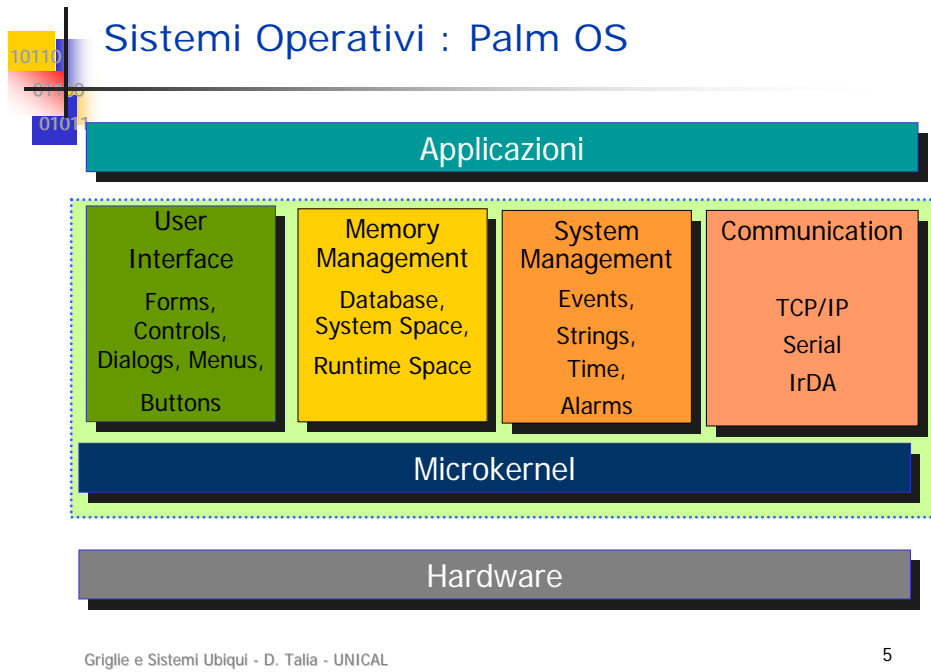 Sistemi Operativi : Palm OS
10110
01100
01011
Applicazioni
User
Interface
Forms,
Controls,
Dialogs, Menus,
Buttons
Memory
Management
Database,
System Space,
Runtime Space
System
Management
Events,
Strings,
Time,
Alarms
Communication
TCP/IP
Serial
IrDA
Microkernel
Hardware
Griglie e Sistemi Ubiqui - D. Talia - UNICAL
5